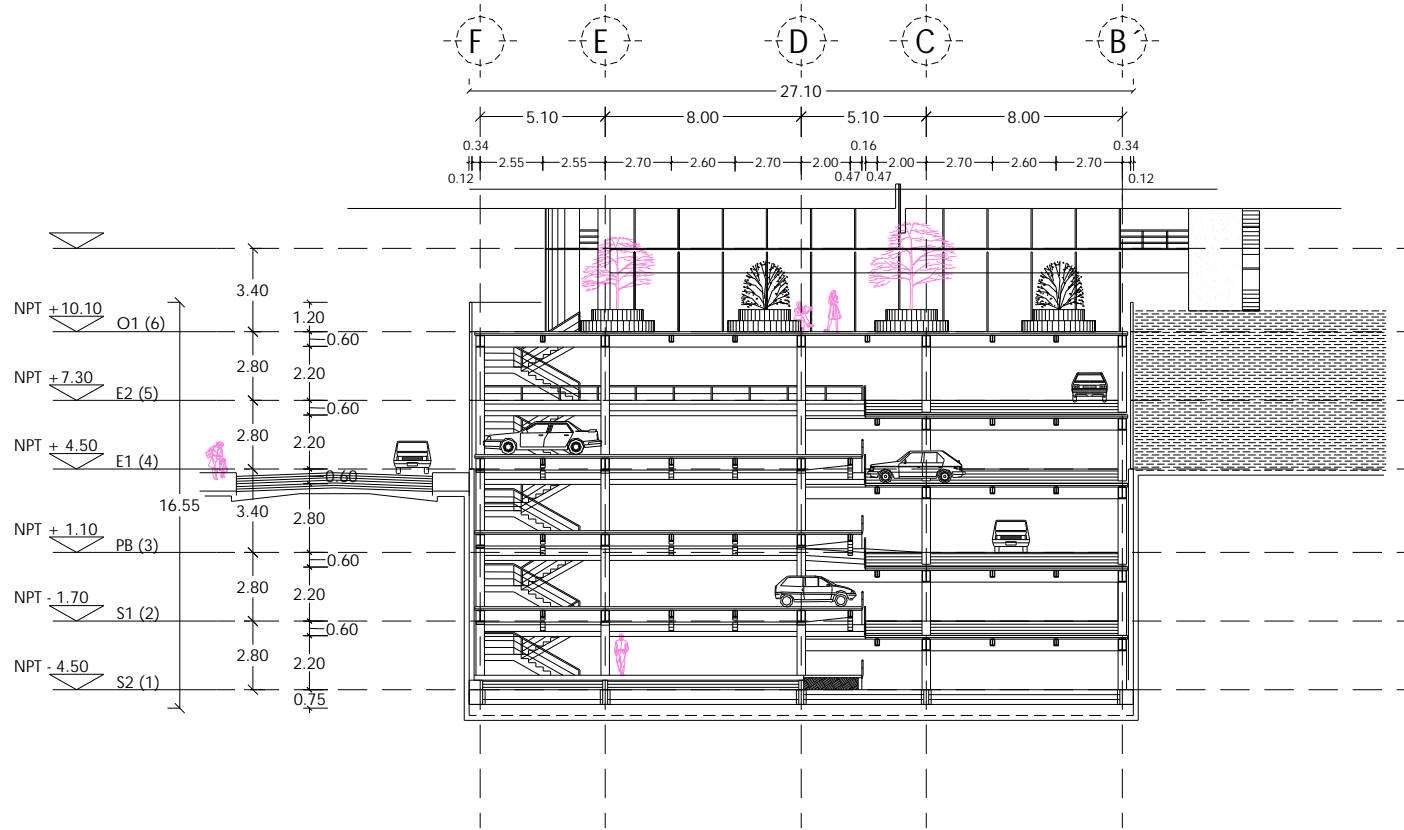 F E D C B´
27.10
5.10 8.00 5.10 8.00
0.34 0.16 0.34
2.55 2.55 2.70 2.60 2.70 2.00 2.00 2.70 2.60 2.70
0.12 0.47 0.47 0.12
3.40
NPT +10.10
O1 (6)
1.20
0.60
2.80 2.20
NPT +7.30
E2 (5)
0.60
2.80 2.20
NPT + 4.50
E1 (4)
0.60
16.55
3.40 2.80
NPT + 1.10
PB (3)
0.60
2.80 2.20
NPT - 1.70
S1 (2)
0.60
2.80 2.20
NPT - 4.50
S2 (1)
0.75